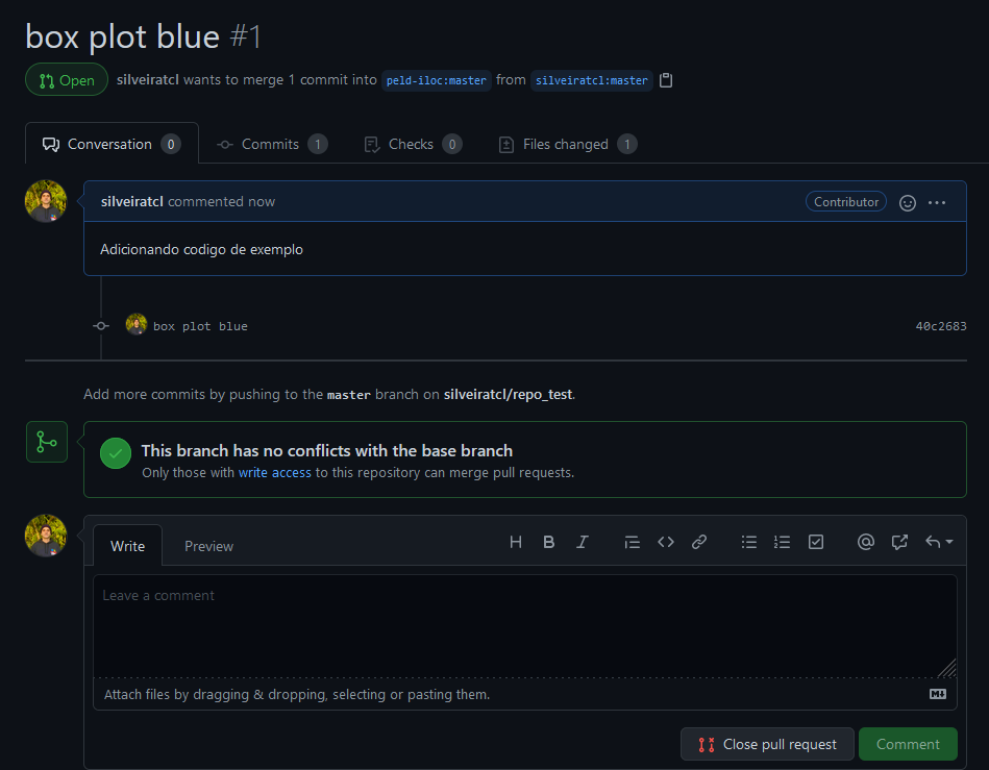 box plot blue #1
Open silveiratcl wants to merge 1 commit into peld-iloc:master from silveiratcl:master
Conversation 0 Commits 1 Checks 0 Files changed 1
silveiratcl commented now Contributor
Adicionando codigo de exemplo
box plot blue 40c2683
Add more commits by pushing to the master branch on silveiratcl/repo_test.
This branch has no conflicts with the base branch
Only those with write access to this repository can merge pull requests.
Write Preview
Leave a comment
Attach files by dragging & dropping, selecting or pasting them.
Close pull request Comment